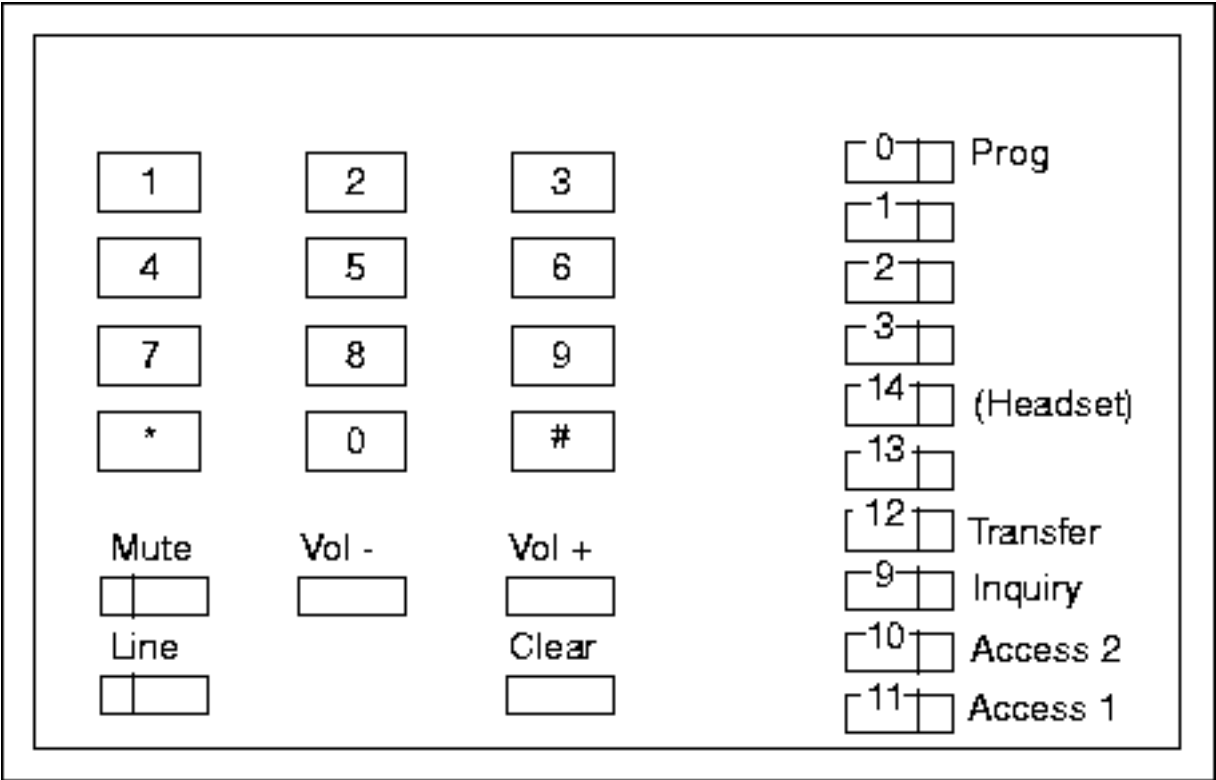 1 2 3
4 5 6
7 8 9
* 0 #
Mute Vol - Vol +
Line Clear
0 Prog
1
2
3
14 (Headset)
13
12 Transfer
9 Inquiry
10 Access 2
11 Access 1